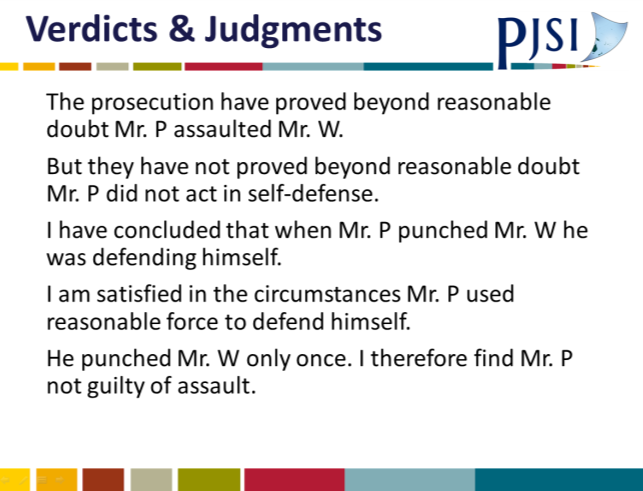 Verdicts & Judgments
PJSI
The prosecution have proved beyond reasonable
doubt Mr. P assaulted Mr. W.
But they have not proved beyond reasonable doubt
Mr. P did not act in self-defense.
I have concluded that when Mr. P punched Mr. W he
was defending himself.
I am satisfied in the circumstances Mr. P used
reasonable force to defend himself.
He punched Mr. W only once. I therefore find Mr. P
not guilty of assault.